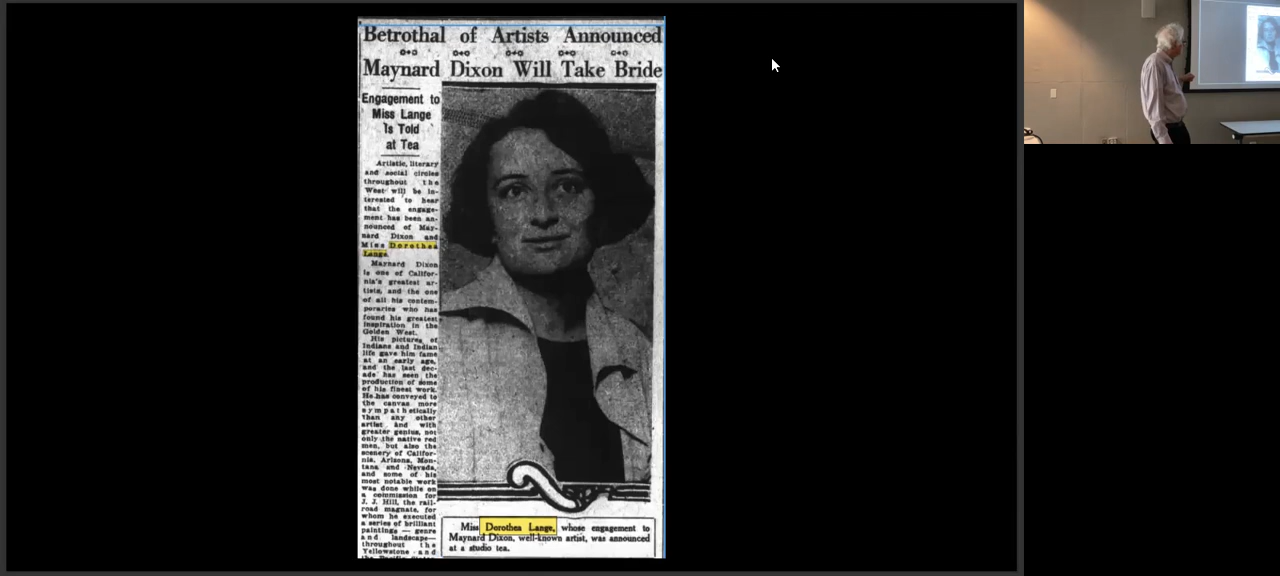 Betrothal of Artists Announced
Maynard Dixon Will Take Bride
Engagement to
Miss Lange
Is Told
at Tea
Artistic, literary
and social circles
throughout the
West will be in-
terested to hear
that the engage-
ment has been an-
nounced of May-
nard Dixon and
Miss Dorothea
Lange.
Maynard Dixon
is one of Califor-
nia's greatest ar-
tists, and the one
of all his contem-
poraries who has
found his greatest
inspiration in the
Golden West.
His pictures of
Indians and Indian
life gave him fame
at an early age,
and the last dec-
ade has seen the
production of some
of his finest work.
He has conveyed to
the canvas more
sympathetically
than any other
artist and with
greater genius, not
only the native red
men, but also the
scenery of Califor-
nia, Arizona, Mon-
tana and Nevada,
and some of his
most notable work
was done while on
a commission for
J. J. Hill, the rail-
road magnate, for
whom he executed
a series of brilliant
paintings — genre
and landscape—
throughout the
Yellowstone and
Miss Dorothea Lange, whose engagement to
Maynard Dixon, well-known artist, was announced
at a studio tea.